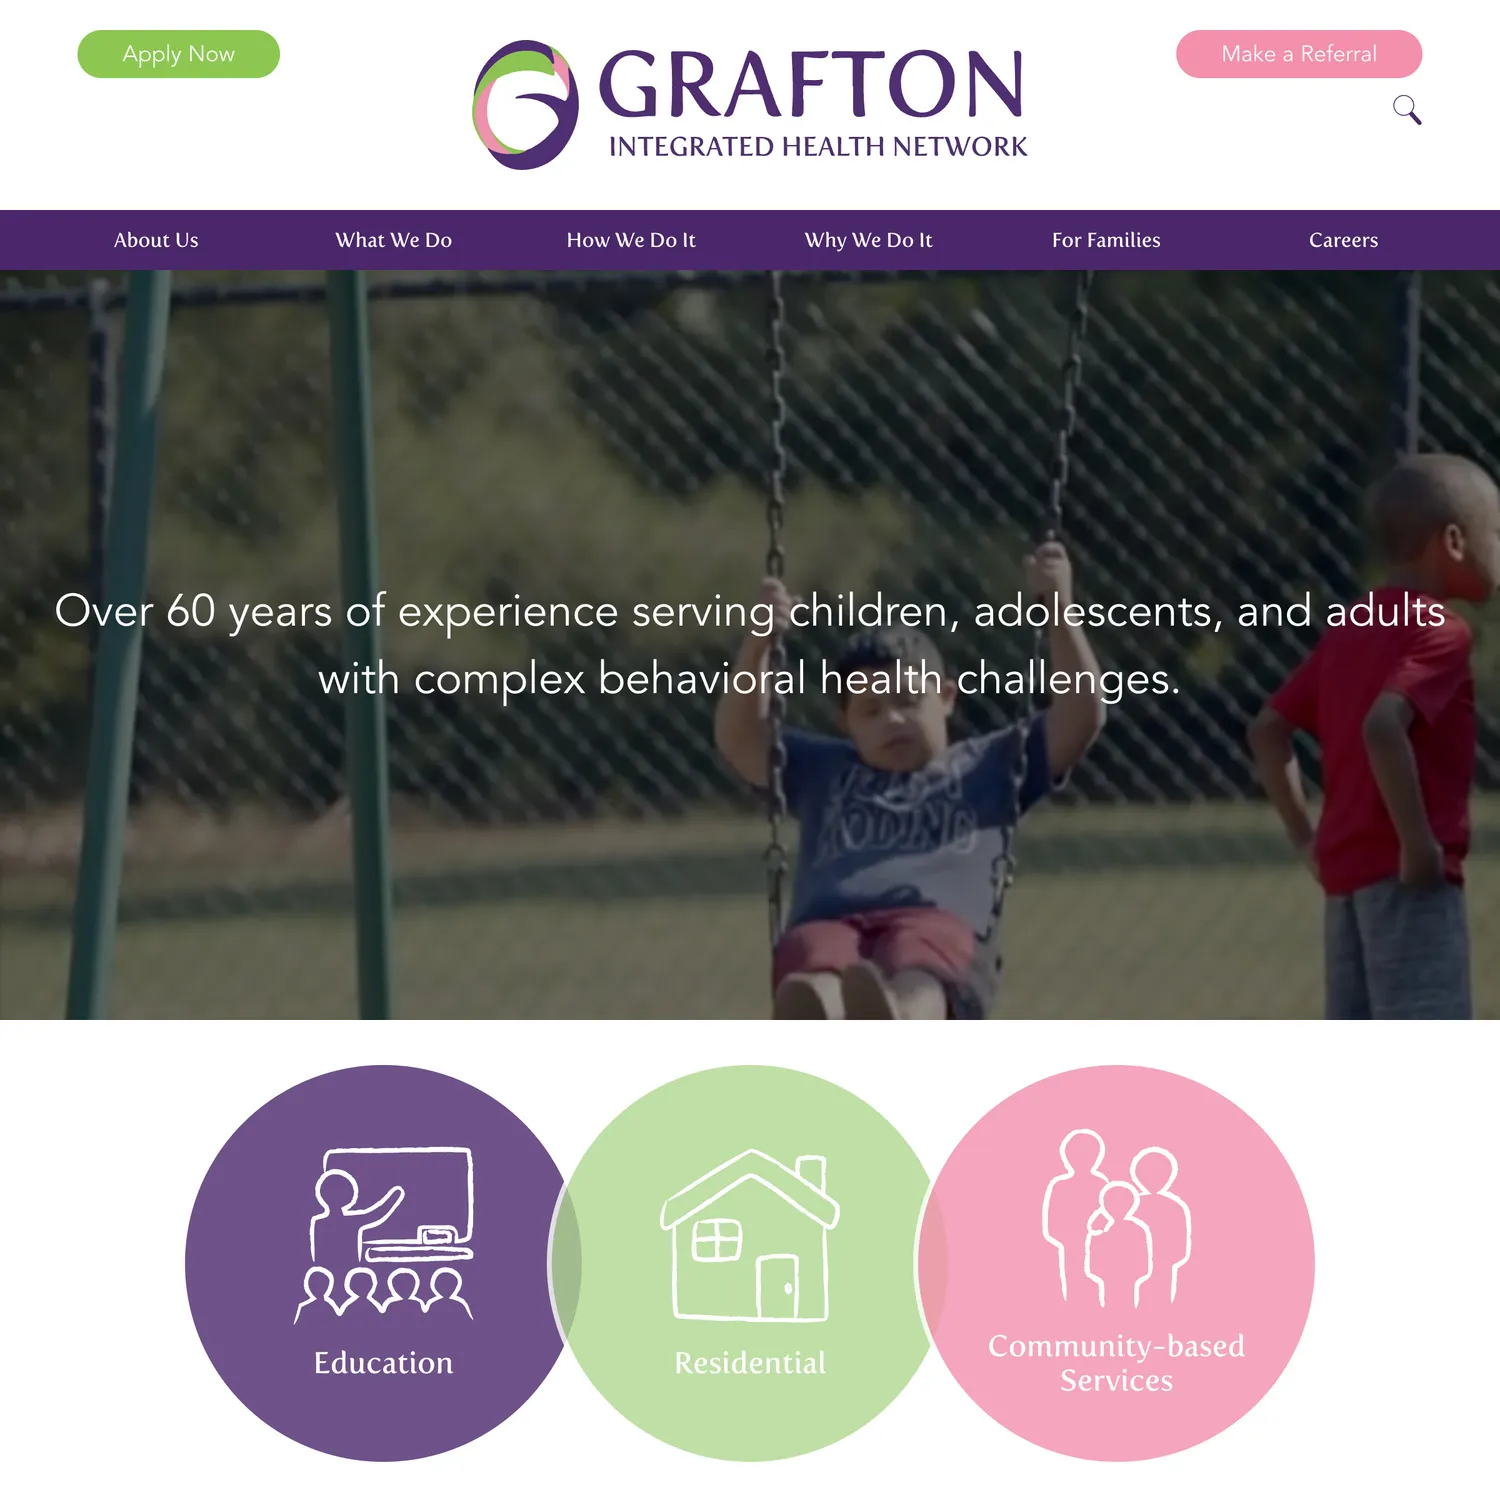 Apply Now
GRAFTON
INTEGRATED HEALTH NETWORK
Make a Referral
About Us
What We Do
How We Do It
Why We Do It
For Families
Careers
Over 60 years of experience serving children, adolescents, and adults
with complex behavioral health challenges.
Education
Residential
Community-based
Services